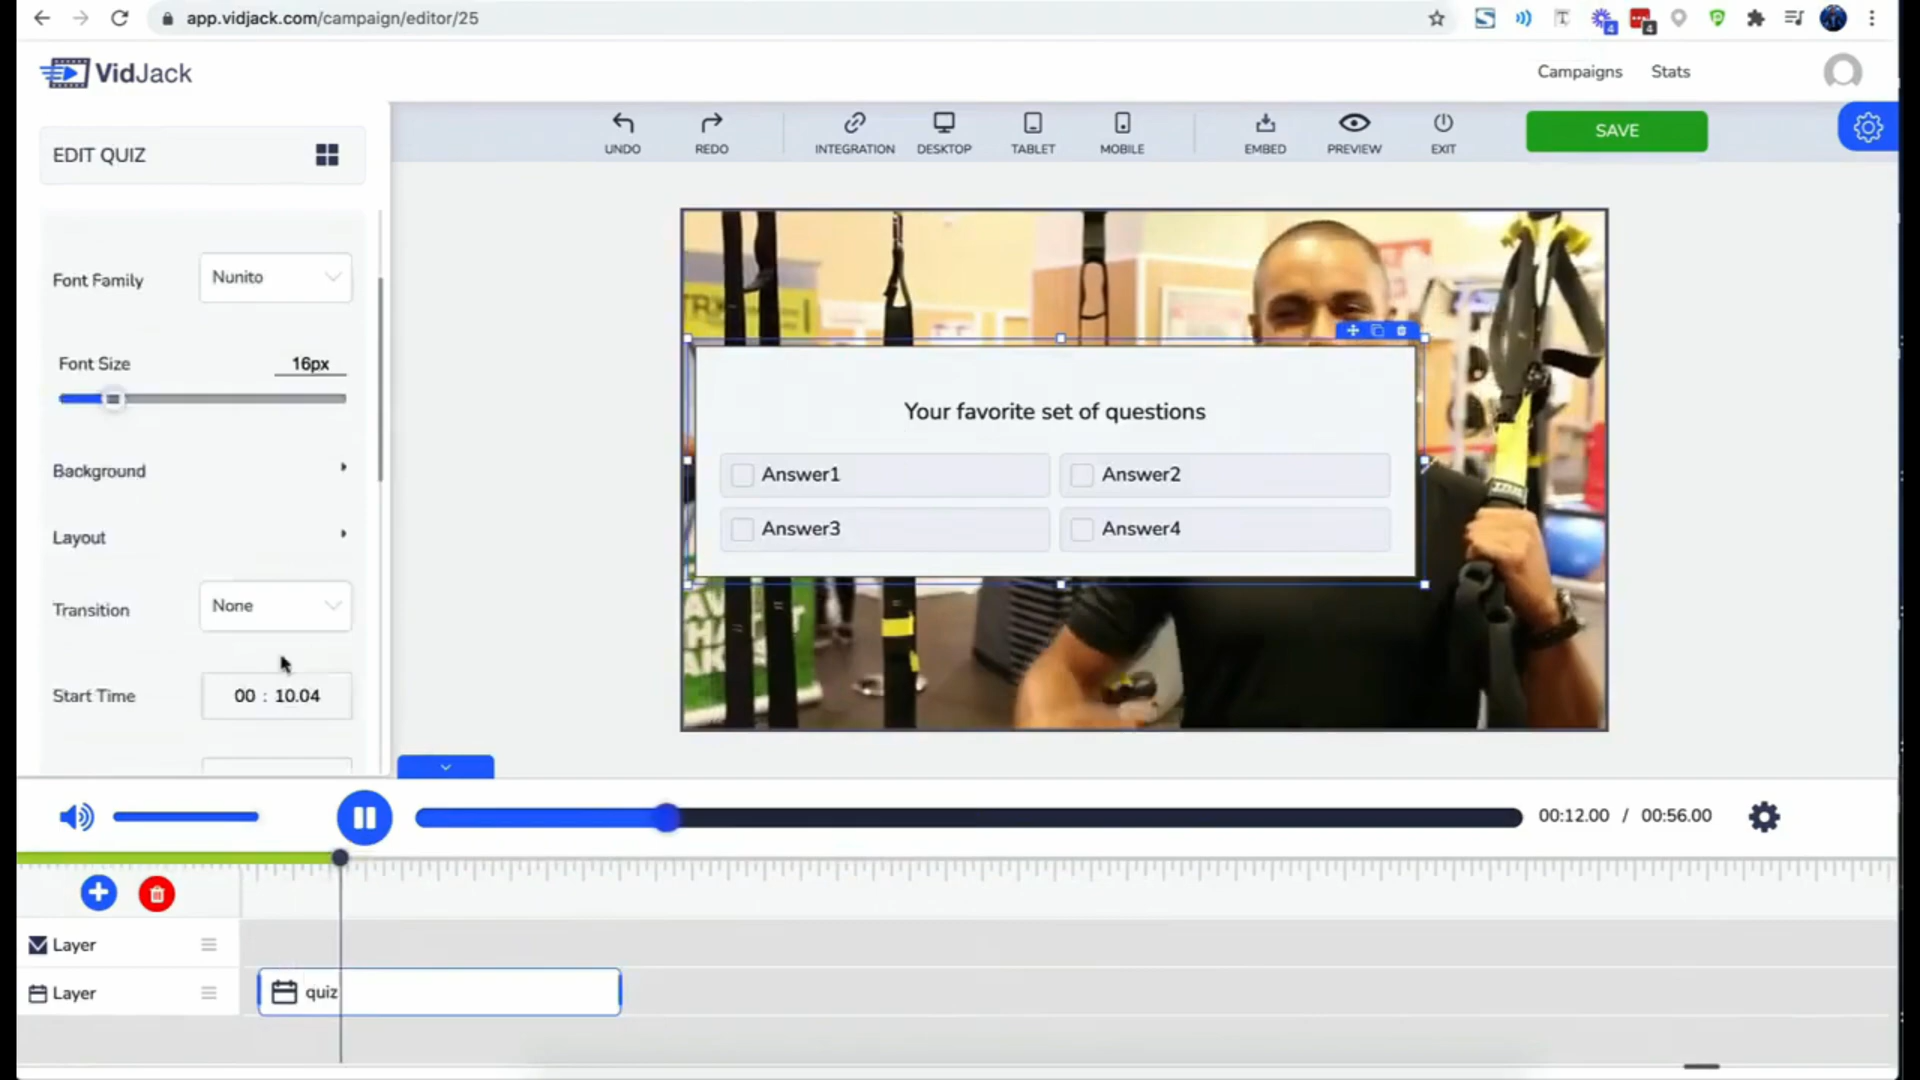 app.vidjack.com/campaign/editor/25
4
4
VidJack
Campaigns
Stats
EDIT QUIZ
UNDO
REDO
INTEGRATION
DESKTOP
TABLET
MOBILE
EMBED
PREVIEW
EXIT
SAVE
Font Family
Nunito
Font Size
16px
Background
Layout
Transition
None
Start Time
00 : 10.04
Your favorite set of questions
Answer1
Answer2
Answer3
Answer4
00:12.00 / 00:56.00
Layer
Layer
quiz